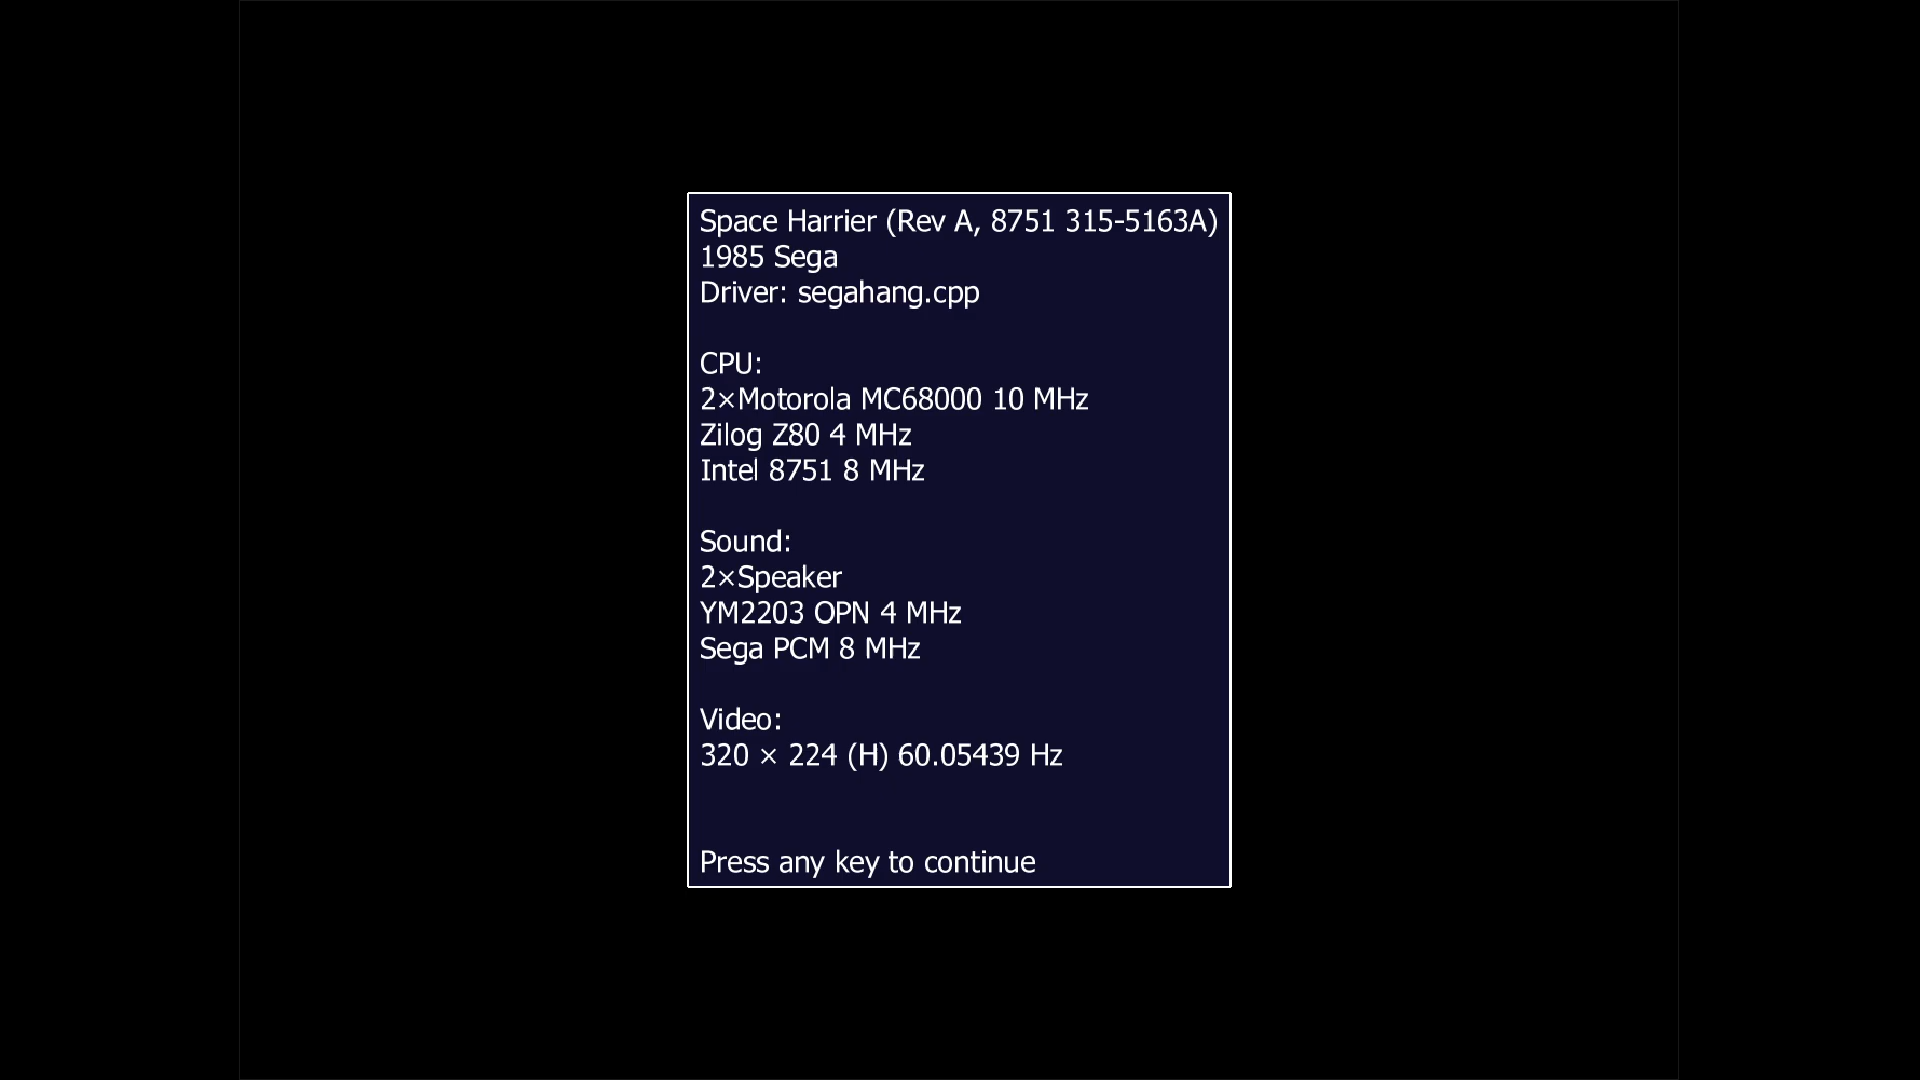 Space Harrier (Rev A, 8751 315-5163A)
1985 Sega
Driver: segahang.cpp
CPU:
2×Motorola MC68000 10 MHz
Zilog Z80 4 MHz
Intel 8751 8 MHz
Sound:
2×Speaker
YM2203 OPN 4 MHz
Sega PCM 8 MHz
Video:
320 × 224 (H) 60.05439 Hz
Press any key to continue